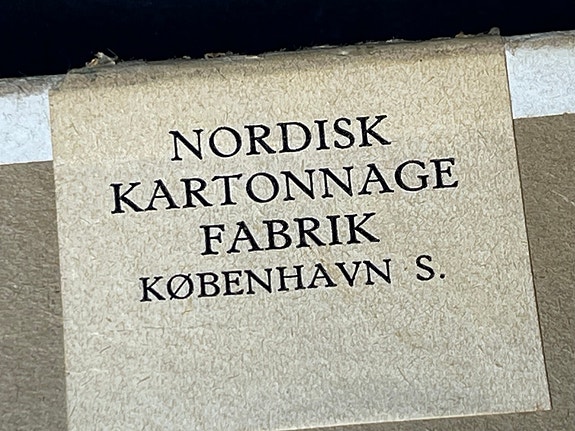 NORDISK
KARTONNAGE
FABRIK
KØBENHAVN S.